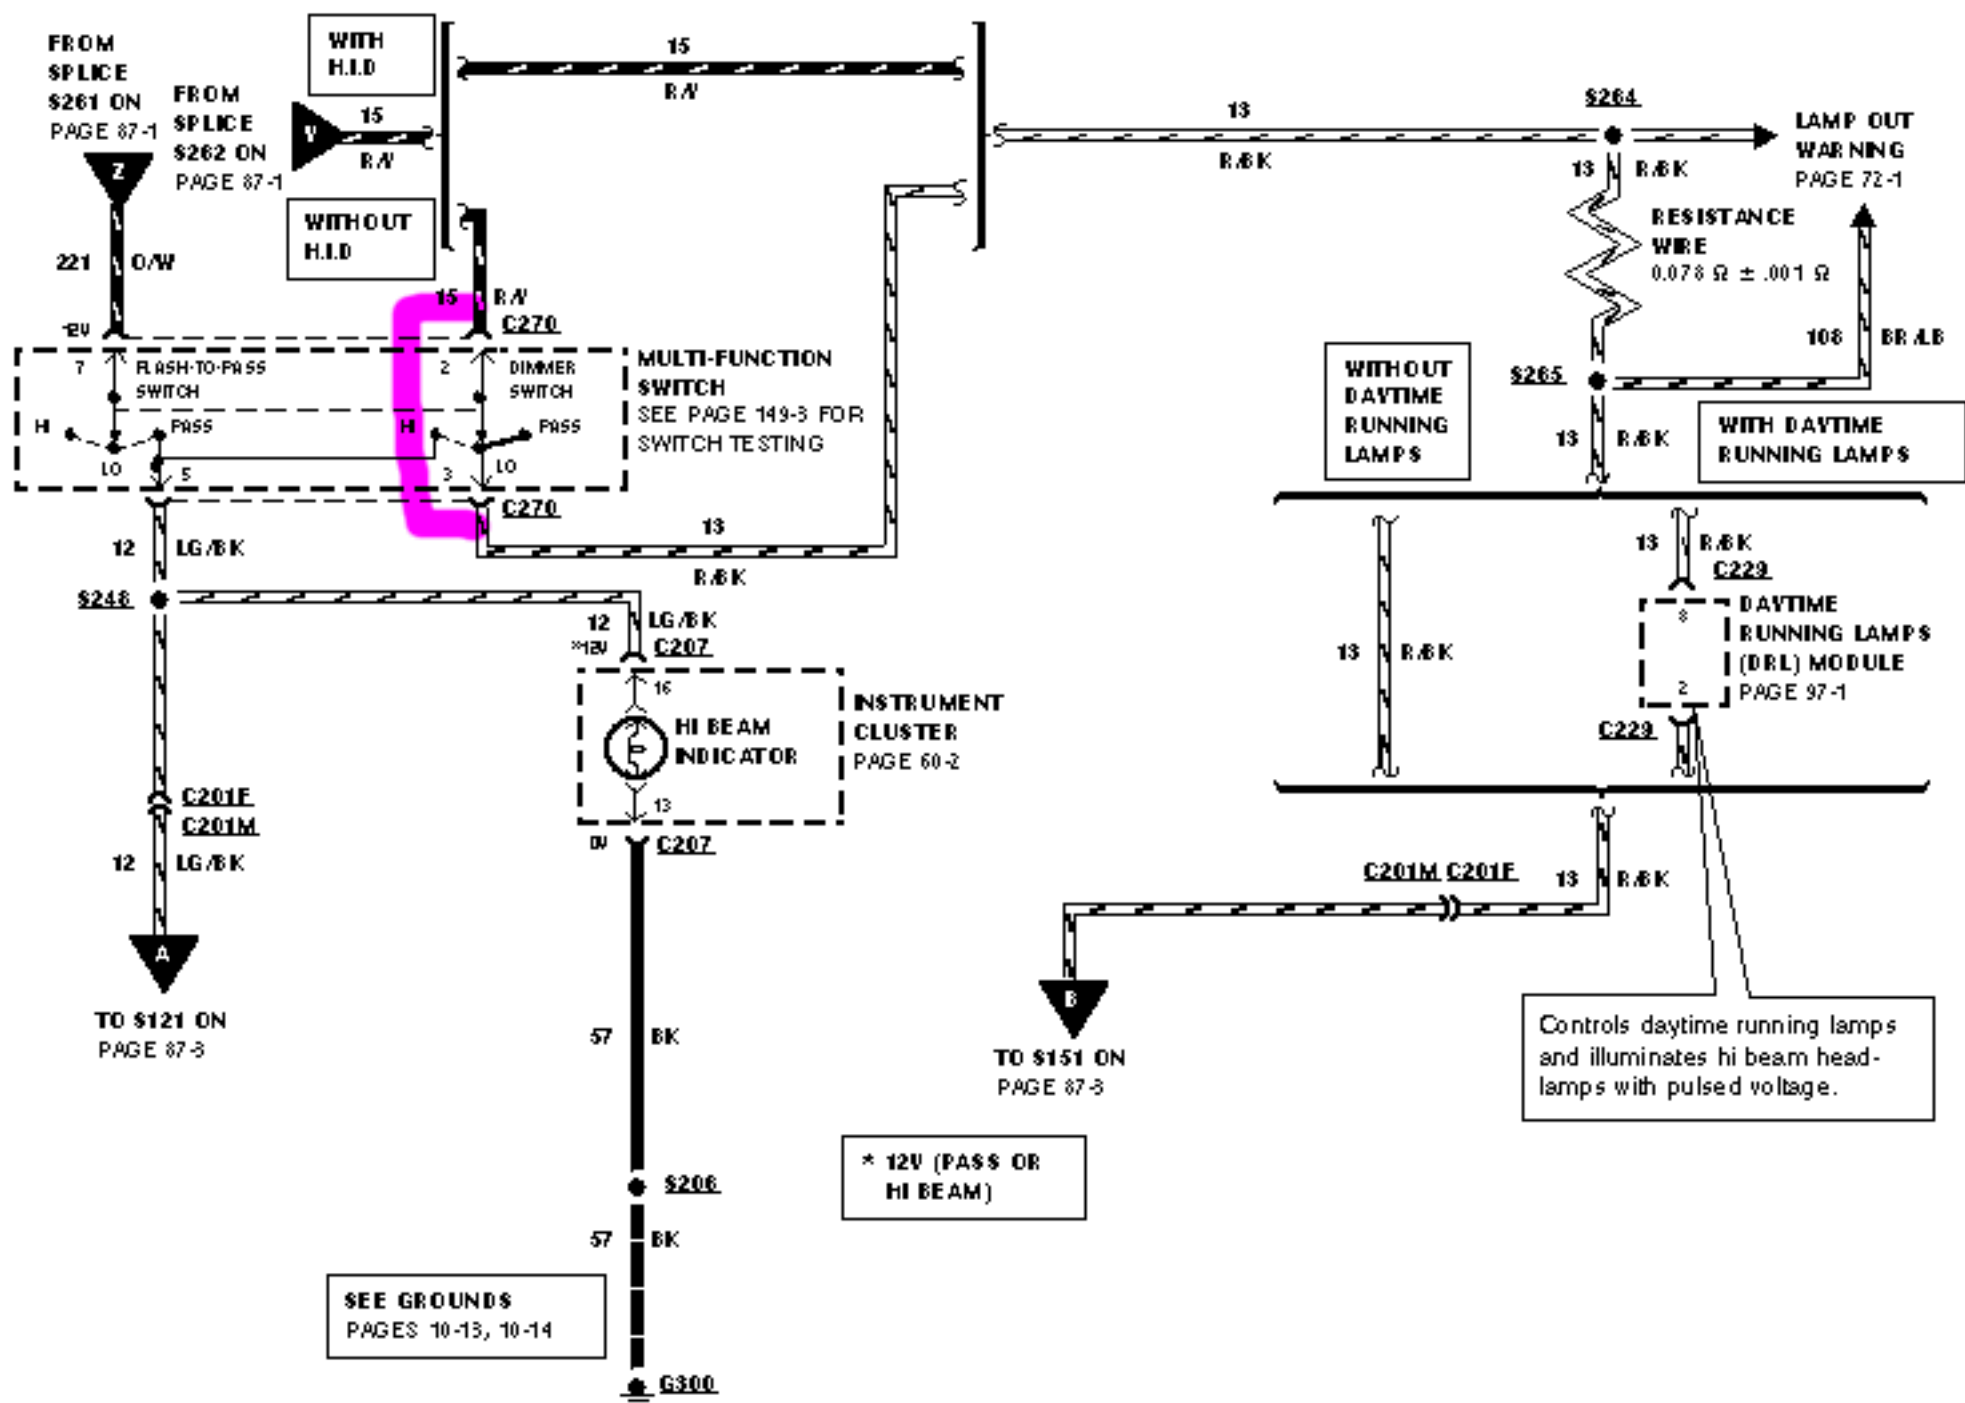 FROM
SPLICE
S261 ON
PAGE 87-1
FROM
SPLICE
S262 ON
PAGE 87-1
Z
V
WITH
H.I.D
15
R/V
15
R/V
WITHOUT
H.I.D
221
O/W
15
R/V
12V
C270
7
FLASH-TO-PASS
SWITCH
2
DIMMER
SWITCH
HI
PASS
LO
5
HI
PASS
LO
3
C270
MULTI-FUNCTION
SWITCH
SEE PAGE 149-3 FOR
SWITCH TESTING
13
R/BK
13
R/BK
S264
LAMP OUT
WARNING
PAGE 72-1
13
R/BK
RESISTANCE
WIRE
0.078 Ω ± .001 Ω
108
BR/LB
S265
WITHOUT
DAYTIME
RUNNING
LAMPS
WITH DAYTIME
RUNNING LAMPS
13
R/BK
13
R/BK
13
R/BK
C229
8
DAYTIME
RUNNING LAMPS
(DRL) MODULE
PAGE 97-1
2
C229
12
LG/BK
S248
12
LG/BK
*12V
C207
16
HI BEAM
INDICATOR
13
0V
C207
INSTRUMENT
CLUSTER
PAGE 60-2
C201F
C201M
12
LG/BK
A
TO S121 ON
PAGE 87-3
57
BK
C201M C201F
13
R/BK
B
TO S151 ON
PAGE 87-3
Controls daytime running lamps
and illuminates hi beam head-
lamps with pulsed voltage.
* 12V (PASS OR
HI BEAM)
S206
57
BK
SEE GROUNDS
PAGES 10-13, 10-14
G300